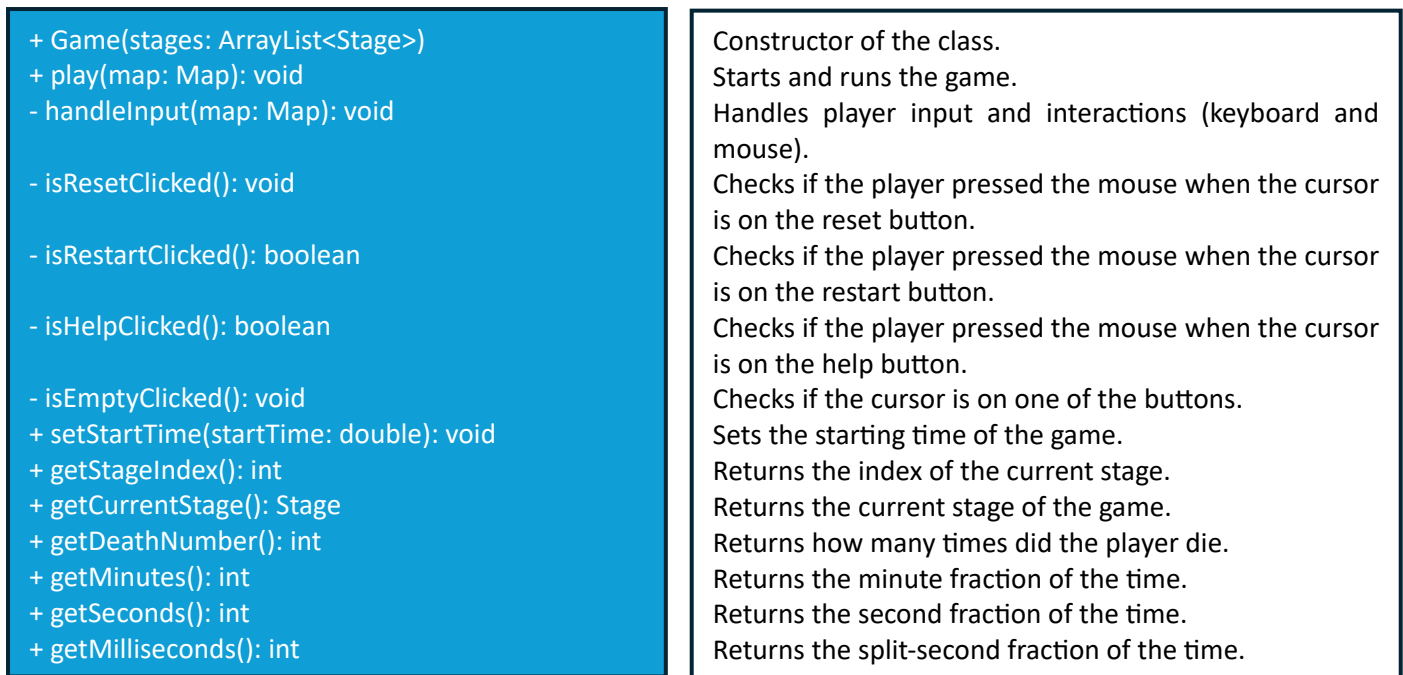 + Game(stages: ArrayList<Stage>)
+ play(map: Map): void
- handleInput(map: Map): void
- isResetClicked(): void
- isRestartClicked(): boolean
- isHelpClicked(): boolean
- isEmptyClicked(): void
+ setStartTime(startTime: double): void
+ getStageIndex(): int
+ getCurrentStage(): Stage
+ getDeathNumber(): int
+ getMinutes(): int
+ getSeconds(): int
+ getMilliseconds(): int
Constructor of the class.
Starts and runs the game.
Handles player input and interactions (keyboard and
mouse).
Checks if the player pressed the mouse when the cursor
is on the reset button.
Checks if the player pressed the mouse when the cursor
is on the restart button.
Checks if the player pressed the mouse when the cursor
is on the help button.
Checks if the cursor is on one of the buttons.
Sets the starting time of the game.
Returns the index of the current stage.
Returns the current stage of the game.
Returns how many times did the player die.
Returns the minute fraction of the time.
Returns the second fraction of the time.
Returns the split-second fraction of the time.